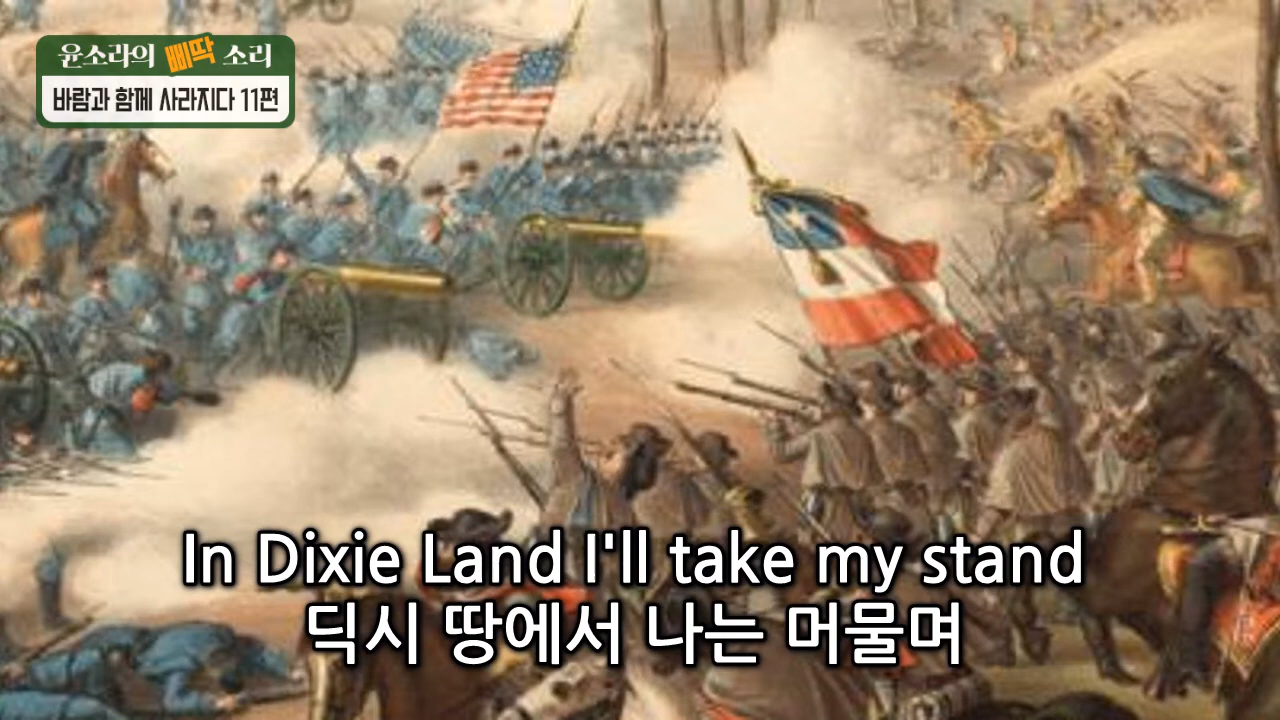 윤소라의 삐딱 소리
바람과 함께 사라지다 11편
In Dixie Land I'll take my stand
딕시 땅에서 나는 머물며